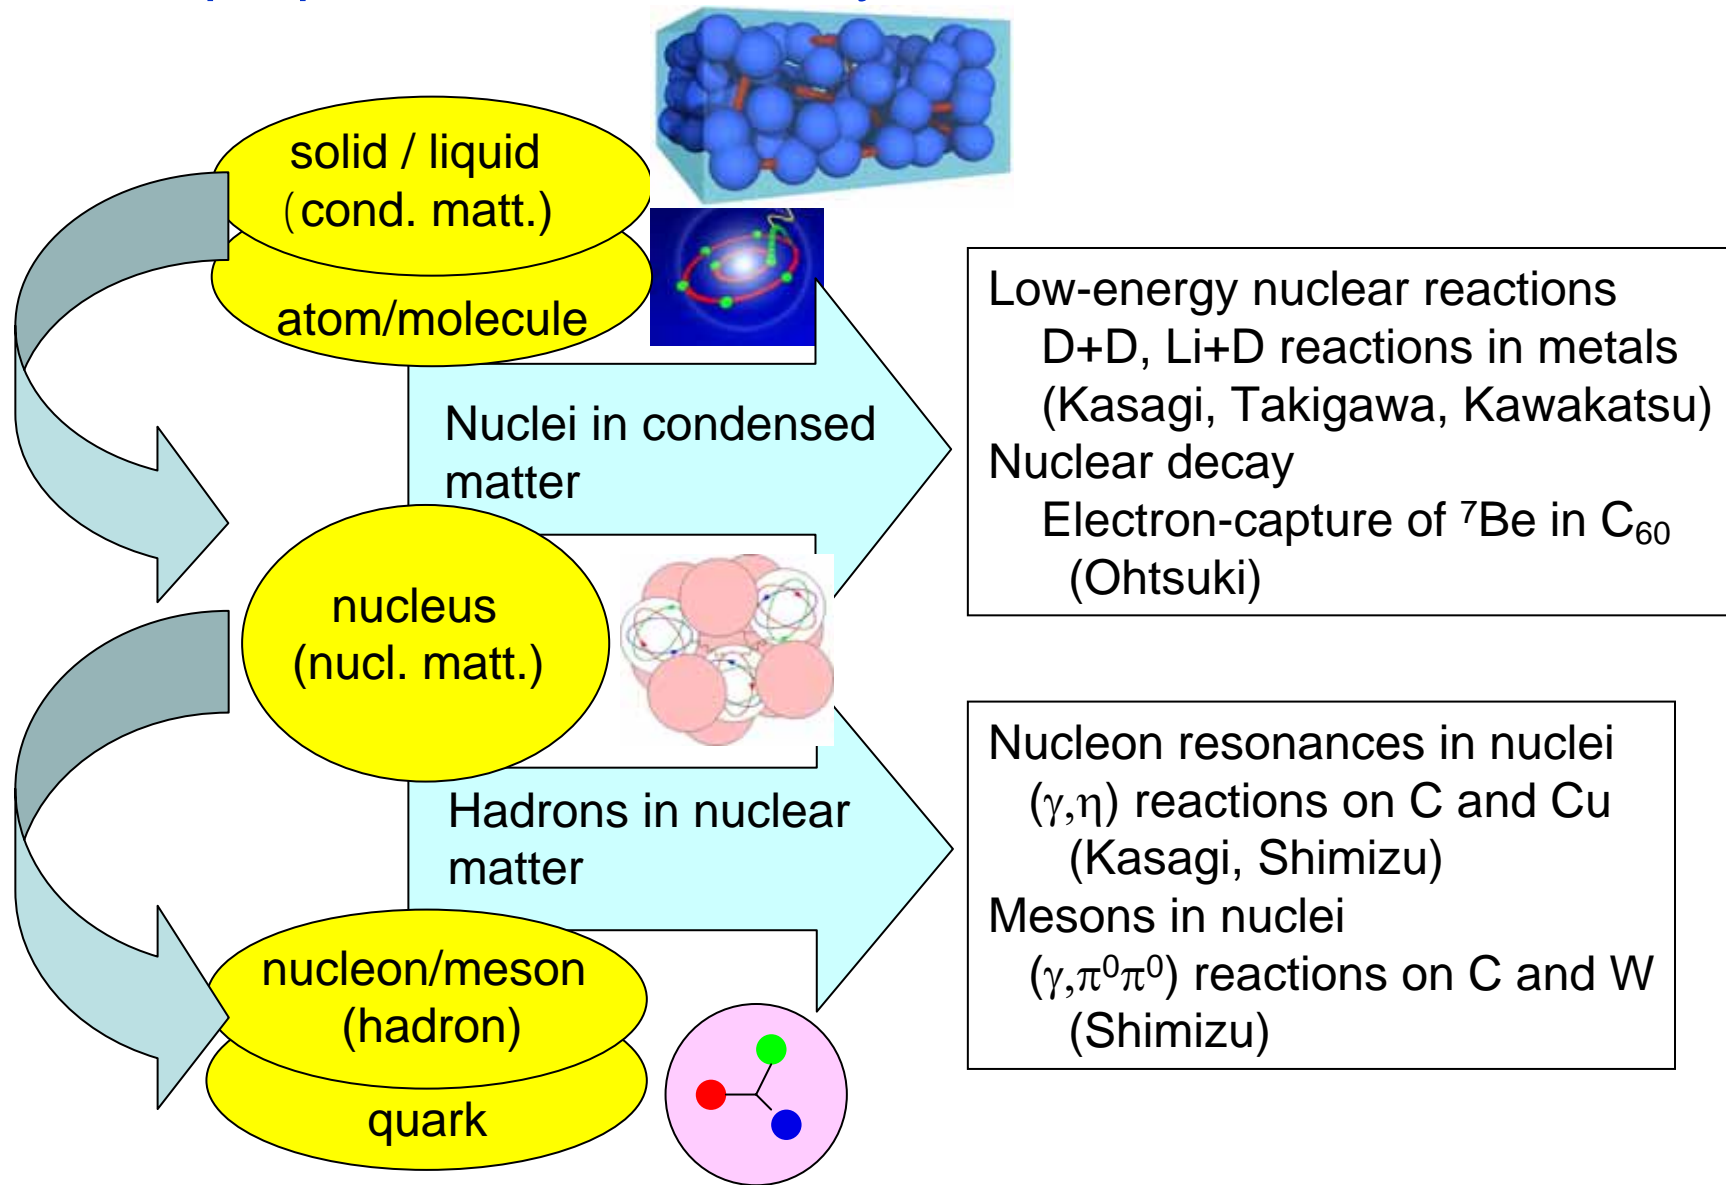 solid / liquid
(cond. matt.)
atom/molecule
Nuclei in condensed
matter
Low-energy nuclear reactions
D+D, Li+D reactions in metals
(Kasagi, Takigawa, Kawakatsu)
Nuclear decay
Electron-capture of ⁷Be in C₆₀
(Ohtsuki)
nucleus
(nucl. matt.)
Hadrons in nuclear
matter
Nucleon resonances in nuclei
(γ,η) reactions on C and Cu
(Kasagi, Shimizu)
Mesons in nuclei
(γ,π⁰π⁰) reactions on C and W
(Shimizu)
nucleon/meson
(hadron)
quark